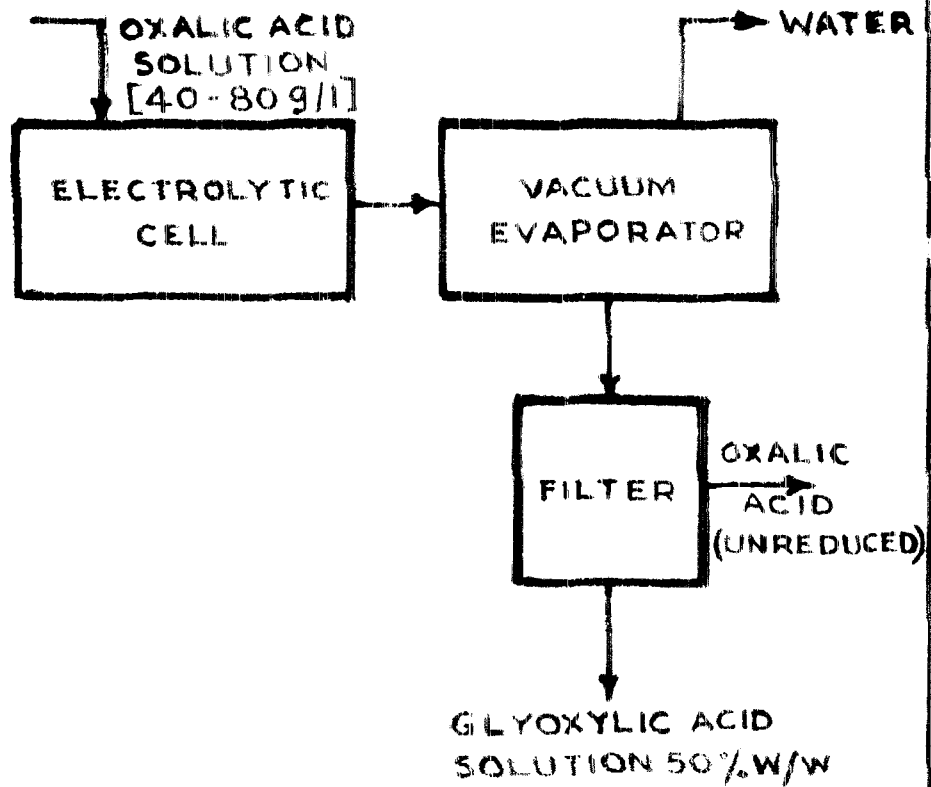 OXALIC ACID
SOLUTION
[40-80 g/l]
WATER
ELECTROLYTIC
CELL
VACUUM
EVAPORATOR
FILTER
OXALIC
ACID
(UNREDUCED)
GLYOXYLIC ACID
SOLUTION 50% W/W